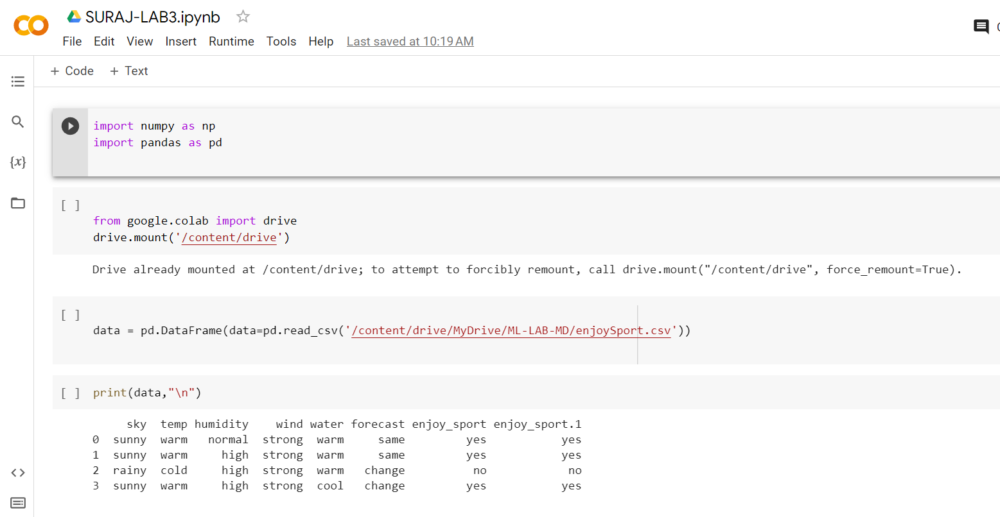 SURAJ-LAB3.ipynb
File Edit View Insert Runtime Tools Help Last saved at 10:19 AM
+ Code + Text
import numpy as np
import pandas as pd
{x}
[ ]
from google.colab import drive
drive.mount('/content/drive')
Drive already mounted at /content/drive; to attempt to forcibly remount, call drive.mount("/content/drive", force_remount=True).
[ ]
data = pd.DataFrame(data=pd.read_csv('/content/drive/MyDrive/ML-LAB-MD/enjoySport.csv'))
[ ] print(data,"\n")
sky temp humidity wind water forecast enjoy_sport enjoy_sport.1
0 sunny warm normal strong warm same yes yes
1 sunny warm high strong warm same yes yes
2 rainy cold high strong warm change no no
3 sunny warm high strong cool change yes yes